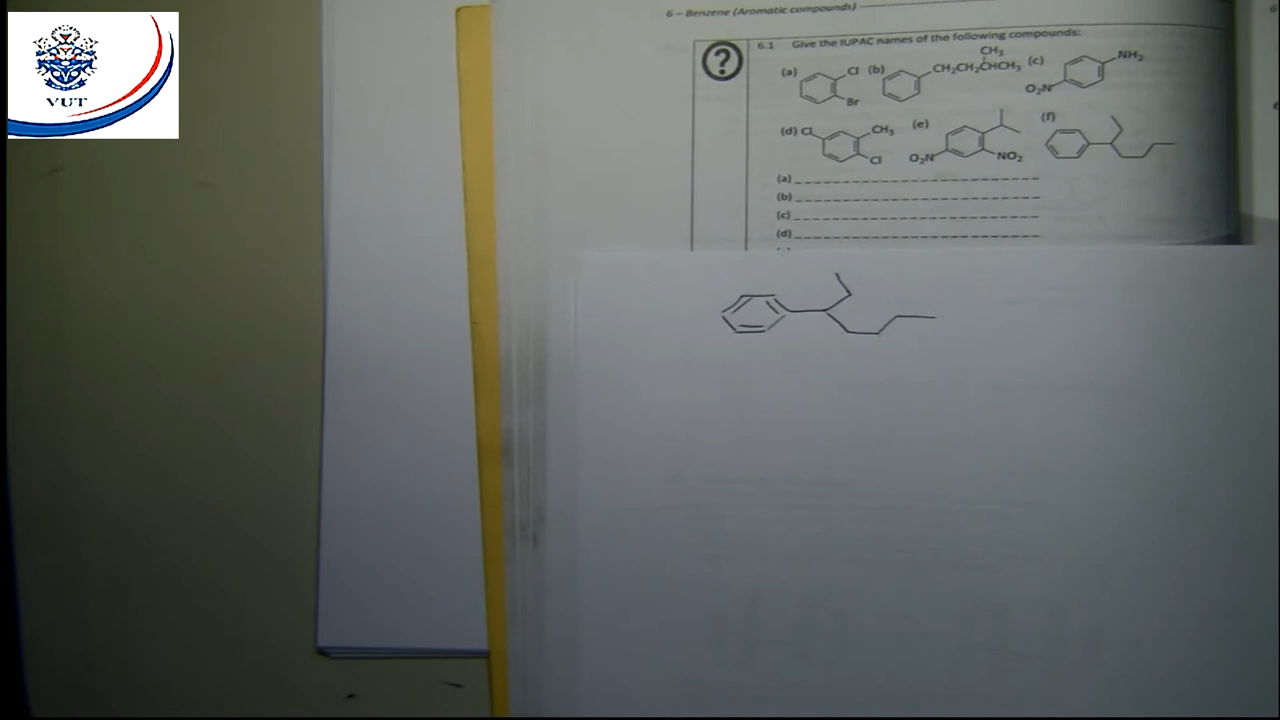 VUT
6 – Benzene (Aromatic compounds)
6.1 Give the IUPAC names of the following compounds:
(a) Cl Br (b) CH₂CH₂CHCH₃ CH₃ (c) O₂N NH₂
(d) Cl CH₃ Cl (e) O₂N NO₂ (f)
(a)
(b)
(c)
(d)